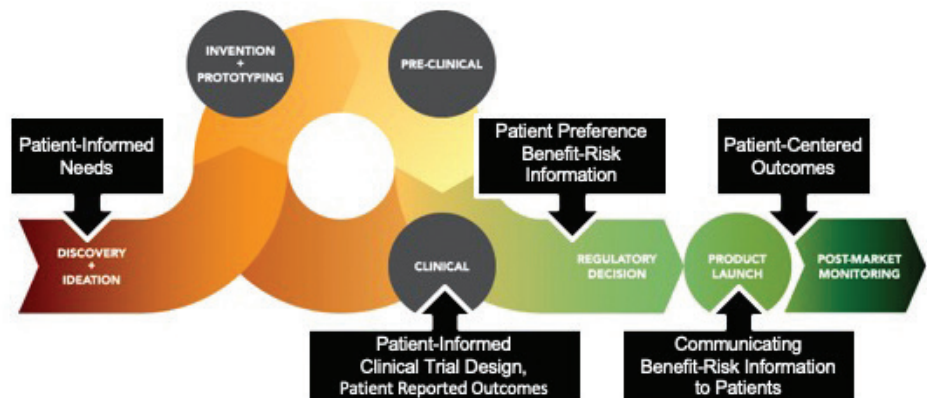 INVENTION
+
PROTOTYPING
PRE-CLINICAL
Patient-Informed
Needs
Patient Preference
Benefit-Risk
Information
Patient-Centered
Outcomes
DISCOVERY
+
IDEATION
CLINICAL
REGULATORY
DECISION
PRODUCT
LAUNCH
POST-MARKET
MONITORING
Patient-Informed
Clinical Trial Design,
Patient Reported Outcomes
Communicating
Benefit-Risk Information
to Patients